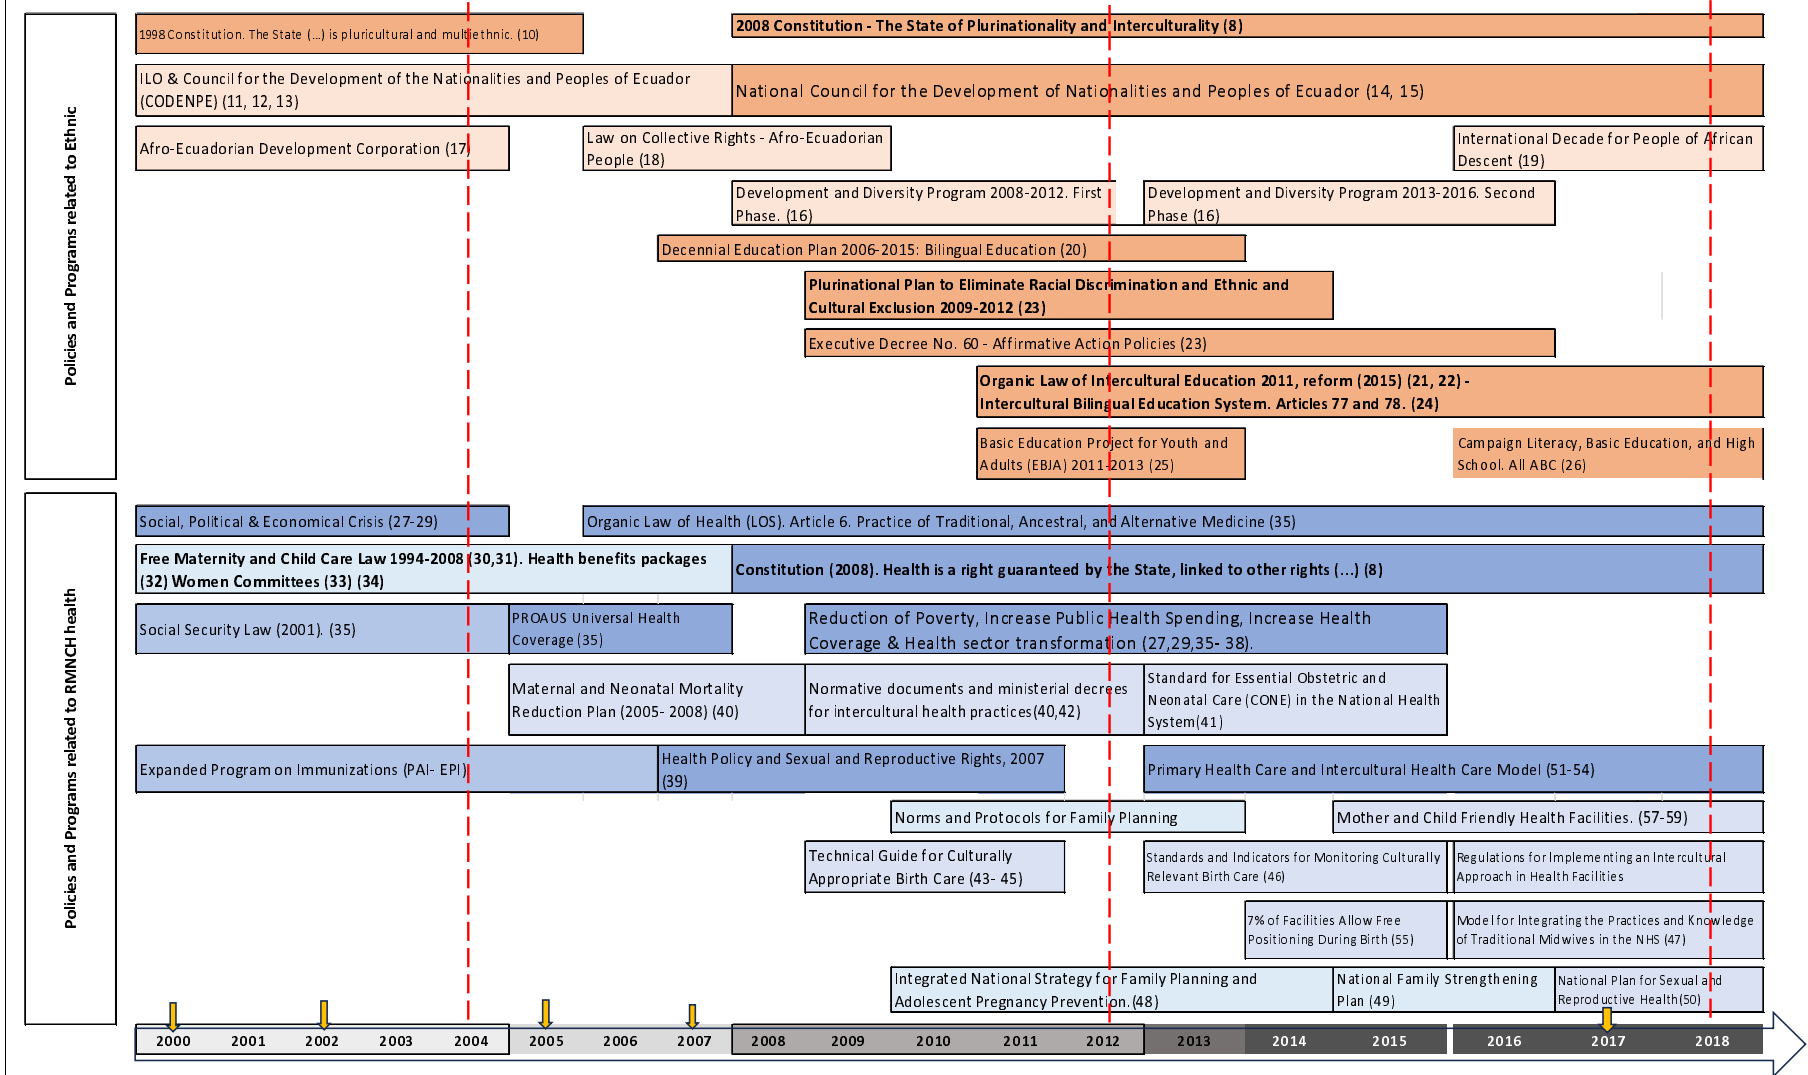 Policies and Programs related to Ethnic
1998 Constitution. The State (...) is pluricultural and multiethnic. (10)
2008 Constitution - The State of Plurinationality and Interculturality (8)
ILO & Council for the Development of the Nationalities and Peoples of Ecuador
(CODENPE) (11, 12, 13)
National Council for the Development of Nationalities and Peoples of Ecuador (14, 15)
Afro-Ecuadorian Development Corporation (17)
Law on Collective Rights - Afro-Ecuadorian
People (18)
International Decade for People of African
Descent (19)
Development and Diversity Program 2008-2012. First
Phase. (16)
Development and Diversity Program 2013-2016. Second
Phase (16)
Decennial Education Plan 2006-2015: Bilingual Education (20)
Plurinational Plan to Eliminate Racial Discrimination and Ethnic and
Cultural Exclusion 2009-2012 (23)
Executive Decree No. 60 - Affirmative Action Policies (23)
Organic Law of Intercultural Education 2011, reform (2015) (21, 22) -
Intercultural Bilingual Education System. Articles 77 and 78. (24)
Basic Education Project for Youth and
Adults (EBJA) 2011-2013 (25)
Campaign Literacy, Basic Education, and High
School. All ABC (26)
Policies and Programs related to RMNCH health
Social, Political & Economical Crisis (27-29)
Organic Law of Health (LOS). Article 6. Practice of Traditional, Ancestral, and Alternative Medicine (35)
Free Maternity and Child Care Law 1994-2008 (30,31). Health benefits packages
(32) Women Committees (33) (34)
Constitution (2008). Health is a right guaranteed by the State, linked to other rights (...) (8)
Social Security Law (2001). (35)
PROAUS Universal Health
Coverage (35)
Reduction of Poverty, Increase Public Health Spending, Increase Health
Coverage & Health sector transformation (27,29,35- 38).
Maternal and Neonatal Mortality
Reduction Plan (2005- 2008) (40)
Normative documents and ministerial decrees
for intercultural health practices(40,42)
Standard for Essential Obstetric and
Neonatal Care (CONE) in the National Health
System(41)
Expanded Program on Immunizations (PAI- EPI)
Health Policy and Sexual and Reproductive Rights, 2007
(39)
Primary Health Care and Intercultural Health Care Model (51-54)
Norms and Protocols for Family Planning
Mother and Child Friendly Health Facilities. (57-59)
Technical Guide for Culturally
Appropriate Birth Care (43- 45)
Standards and Indicators for Monitoring Culturally
Relevant Birth Care (46)
Regulations for Implementing an Intercultural
Approach in Health Facilities
7% of Facilities Allow Free
Positioning During Birth (55)
Model for Integrating the Practices and Knowledge
of Traditional Midwives in the NHS (47)
Integrated National Strategy for Family Planning and
Adolescent Pregnancy Prevention.(48)
National Family Strengthening
Plan (49)
National Plan for Sexual and
Reproductive Health(50)
2000 2001 2002 2003 2004 2005 2006 2007 2008 2009 2010 2011 2012 2013 2014 2015 2016 2017 2018